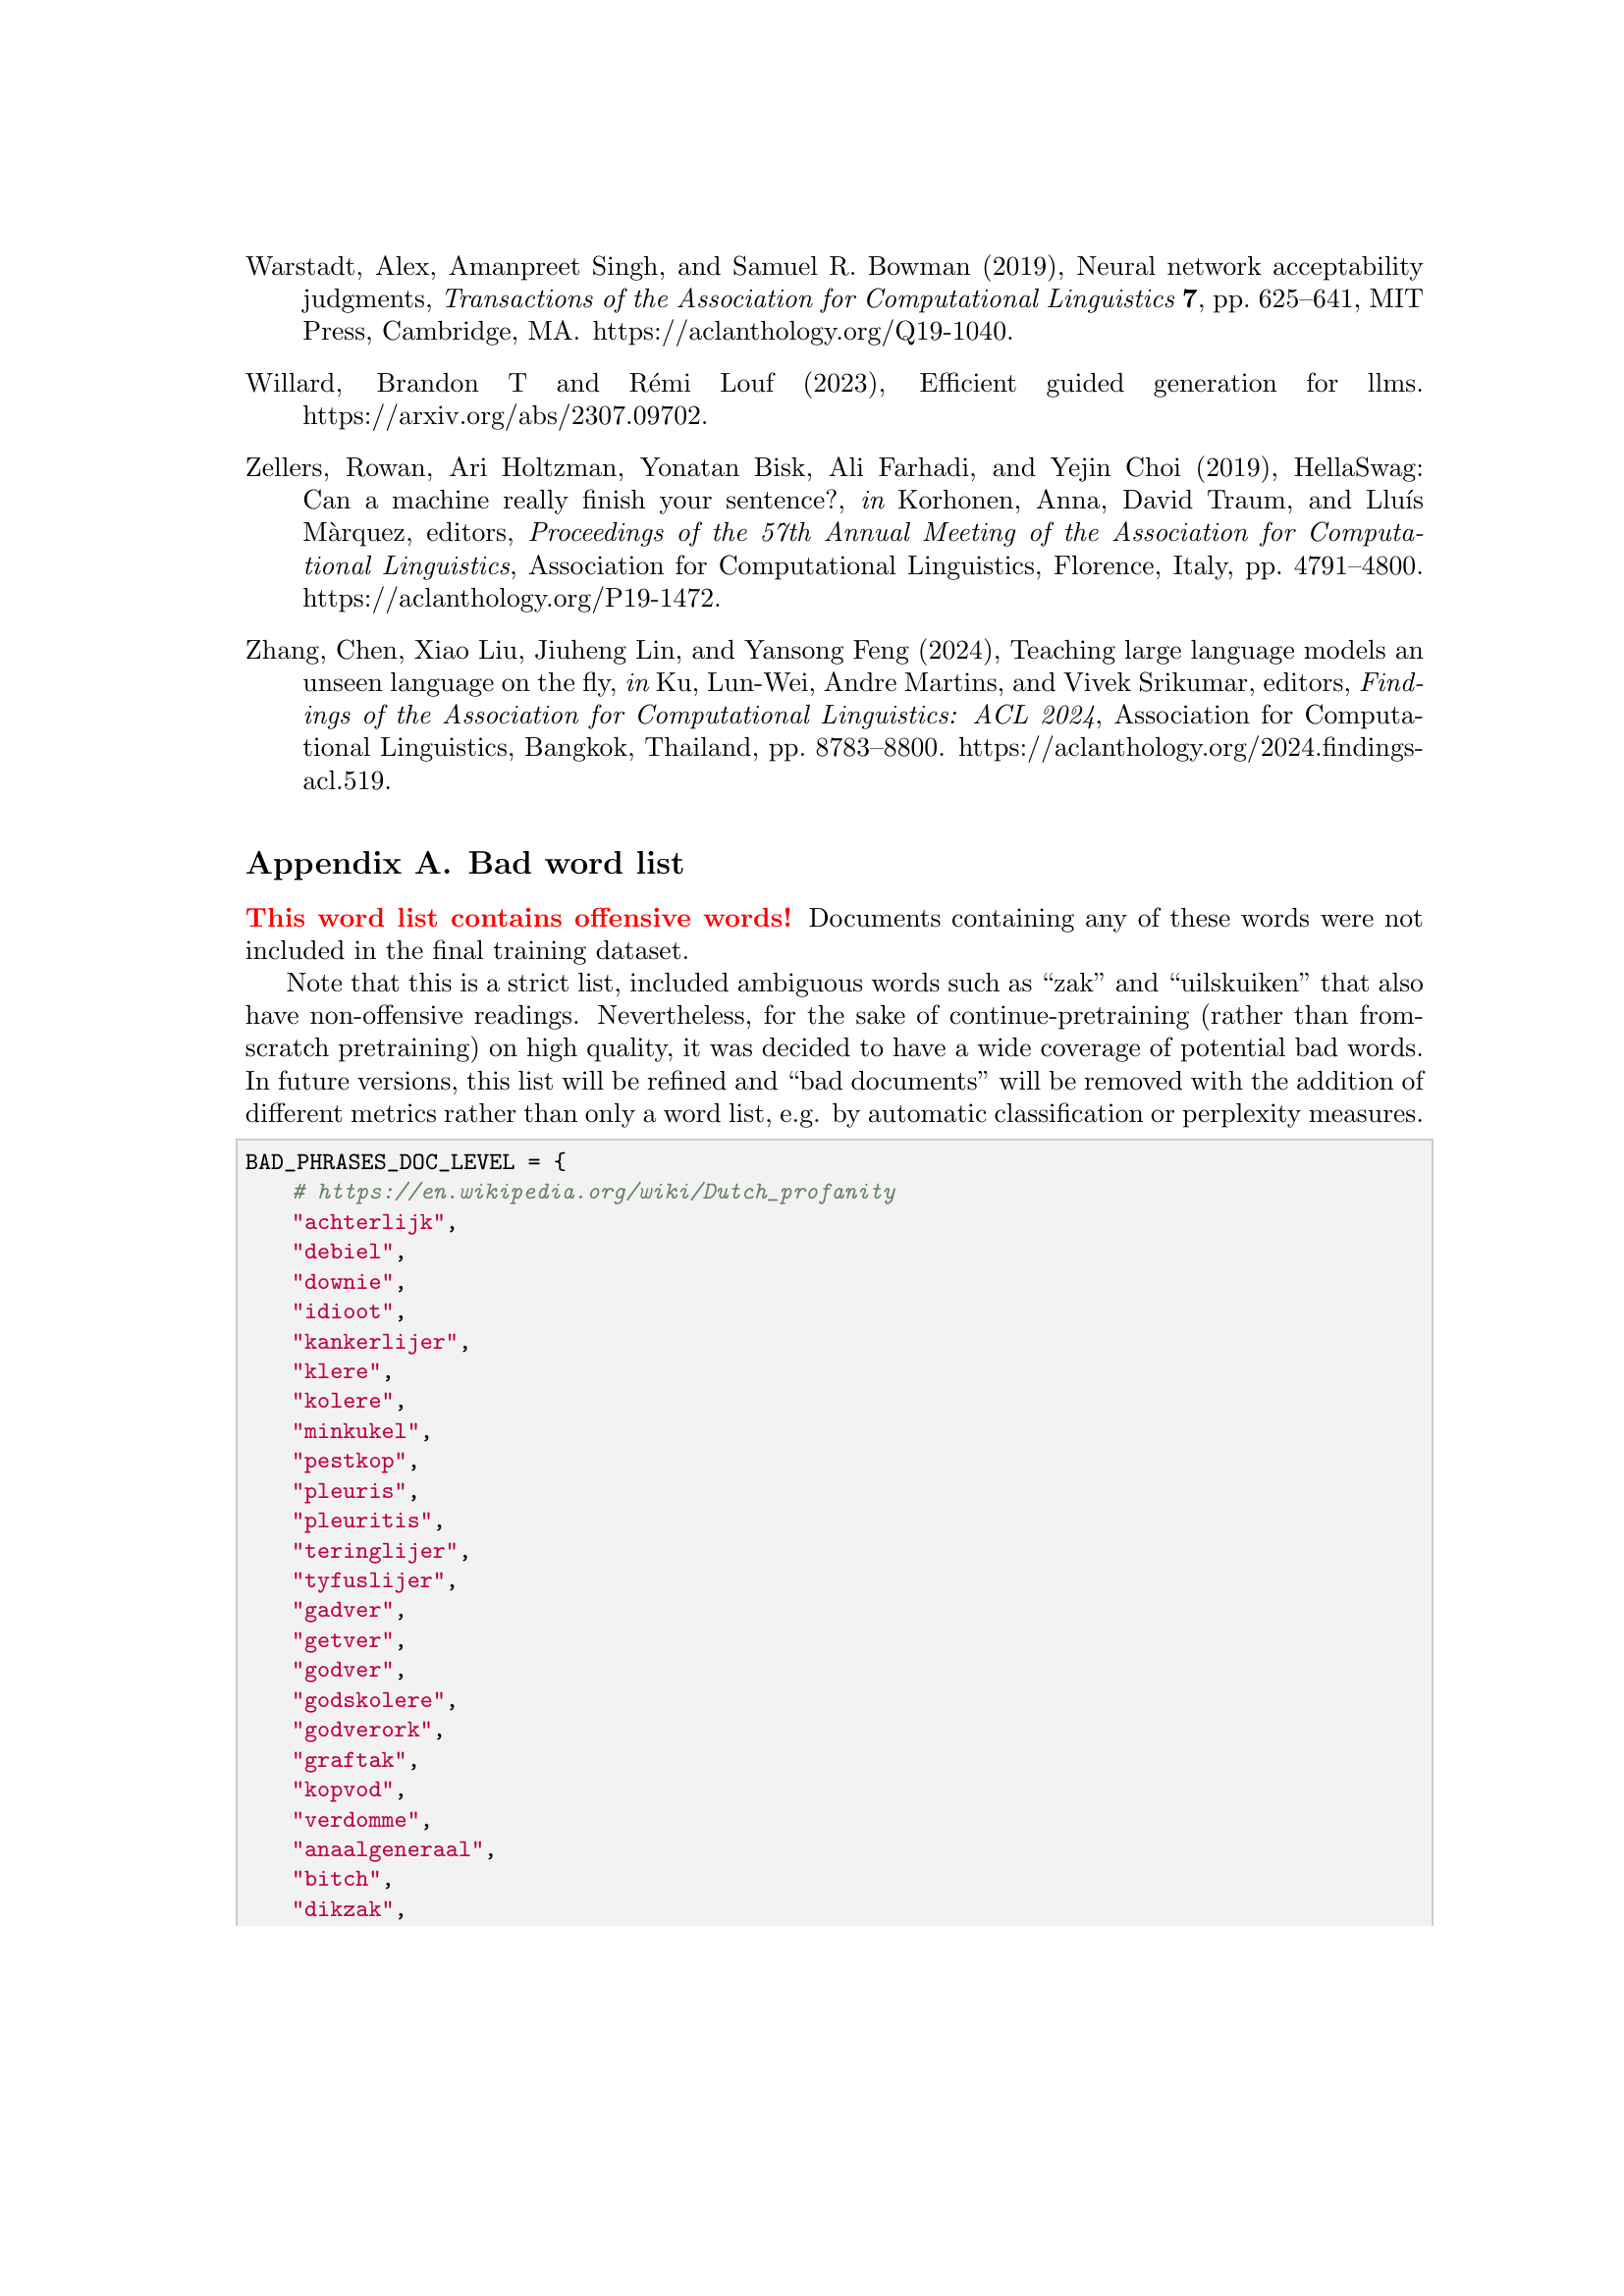 Warstadt, Alex, Amanpreet Singh, and Samuel R. Bowman (2019), Neural network acceptability
judgments, Transactions of the Association for Computational Linguistics 7, pp. 625–641, MIT
Press, Cambridge, MA. https://aclanthology.org/Q19-1040.
Willard, Brandon T and Rémi Louf (2023), Efficient guided generation for llms.
https://arxiv.org/abs/2307.09702.
Zellers, Rowan, Ari Holtzman, Yonatan Bisk, Ali Farhadi, and Yejin Choi (2019), HellaSwag:
Can a machine really finish your sentence?, in Korhonen, Anna, David Traum, and Lluís
Màrquez, editors, Proceedings of the 57th Annual Meeting of the Association for Computa-
tional Linguistics, Association for Computational Linguistics, Florence, Italy, pp. 4791–4800.
https://aclanthology.org/P19-1472.
Zhang, Chen, Xiao Liu, Jiuheng Lin, and Yansong Feng (2024), Teaching large language models an
unseen language on the fly, in Ku, Lun-Wei, Andre Martins, and Vivek Srikumar, editors, Find-
ings of the Association for Computational Linguistics: ACL 2024, Association for Computa-
tional Linguistics, Bangkok, Thailand, pp. 8783–8800. https://aclanthology.org/2024.findings-
acl.519.
Appendix A. Bad word list
This word list contains offensive words! Documents containing any of these words were not
included in the final training dataset.
Note that this is a strict list, included ambiguous words such as “zak” and “uilskuiken” that also
have non-offensive readings. Nevertheless, for the sake of continue-pretraining (rather than from-
scratch pretraining) on high quality, it was decided to have a wide coverage of potential bad words.
In future versions, this list will be refined and “bad documents” will be removed with the addition of
different metrics rather than only a word list, e.g. by automatic classification or perplexity measures.
BAD_PHRASES_DOC_LEVEL = {
# https://en.wikipedia.org/wiki/Dutch_profanity
"achterlijk",
"debiel",
"downie",
"idioot",
"kankerlijer",
"klere",
"kolere",
"minkukel",
"pestkop",
"pleuris",
"pleuritis",
"teringlijer",
"tyfuslijer",
"gadver",
"getver",
"godver",
"godskolere",
"godverork",
"graftak",
"kopvod",
"verdomme",
"anaalgeneraal",
"bitch",
"dikzak",